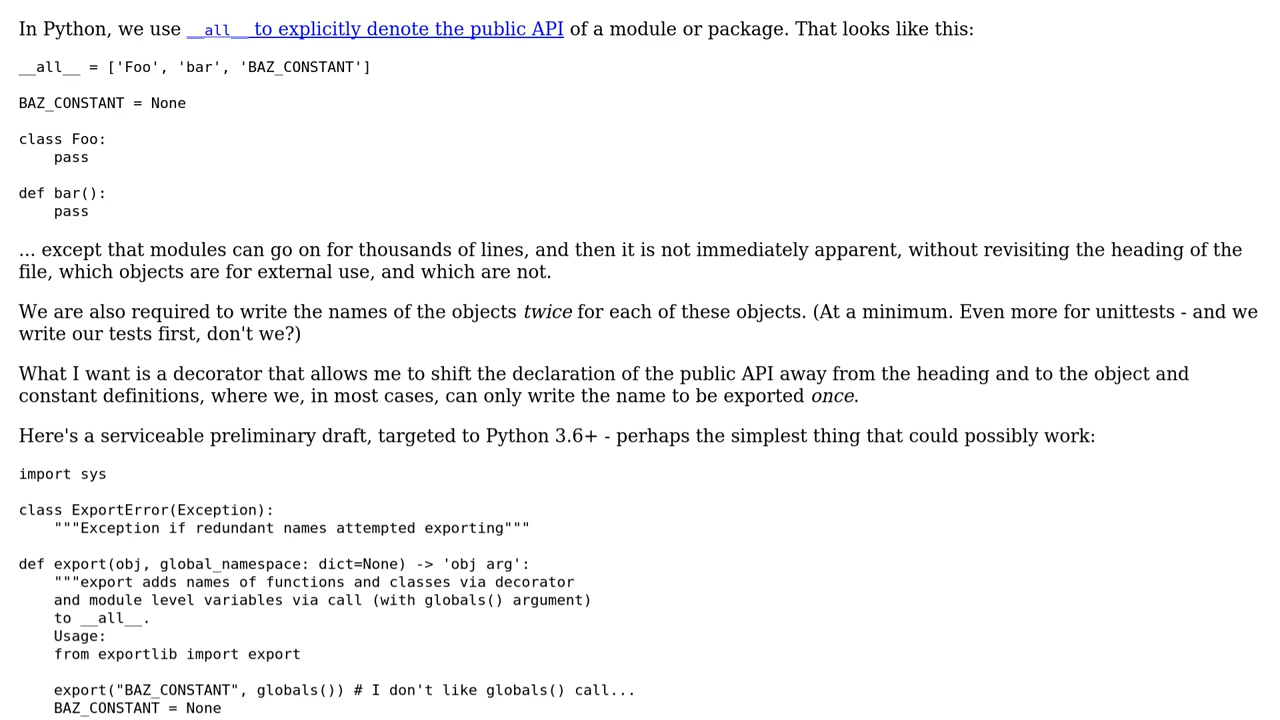 In Python, we use __all__ to explicitly denote the public API of a module or package. That looks like this:
__all__ = ['Foo', 'bar', 'BAZ_CONSTANT']
BAZ_CONSTANT = None
class Foo:
    pass
def bar():
    pass
... except that modules can go on for thousands of lines, and then it is not immediately apparent, without revisiting the heading of the
file, which objects are for external use, and which are not.
We are also required to write the names of the objects twice for each of these objects. (At a minimum. Even more for unittests - and we
write our tests first, don't we?)
What I want is a decorator that allows me to shift the declaration of the public API away from the heading and to the object and
constant definitions, where we, in most cases, can only write the name to be exported once.
Here's a serviceable preliminary draft, targeted to Python 3.6+ - perhaps the simplest thing that could possibly work:
import sys
class ExportError(Exception):
    """Exception if redundant names attempted exporting"""
def export(obj, global_namespace: dict=None) -> 'obj arg':
    """export adds names of functions and classes via decorator
    and module level variables via call (with globals() argument)
    to __all__.
    Usage:
    from exportlib import export
    export("BAZ_CONSTANT", globals()) # I don't like globals() call...
    BAZ_CONSTANT = None